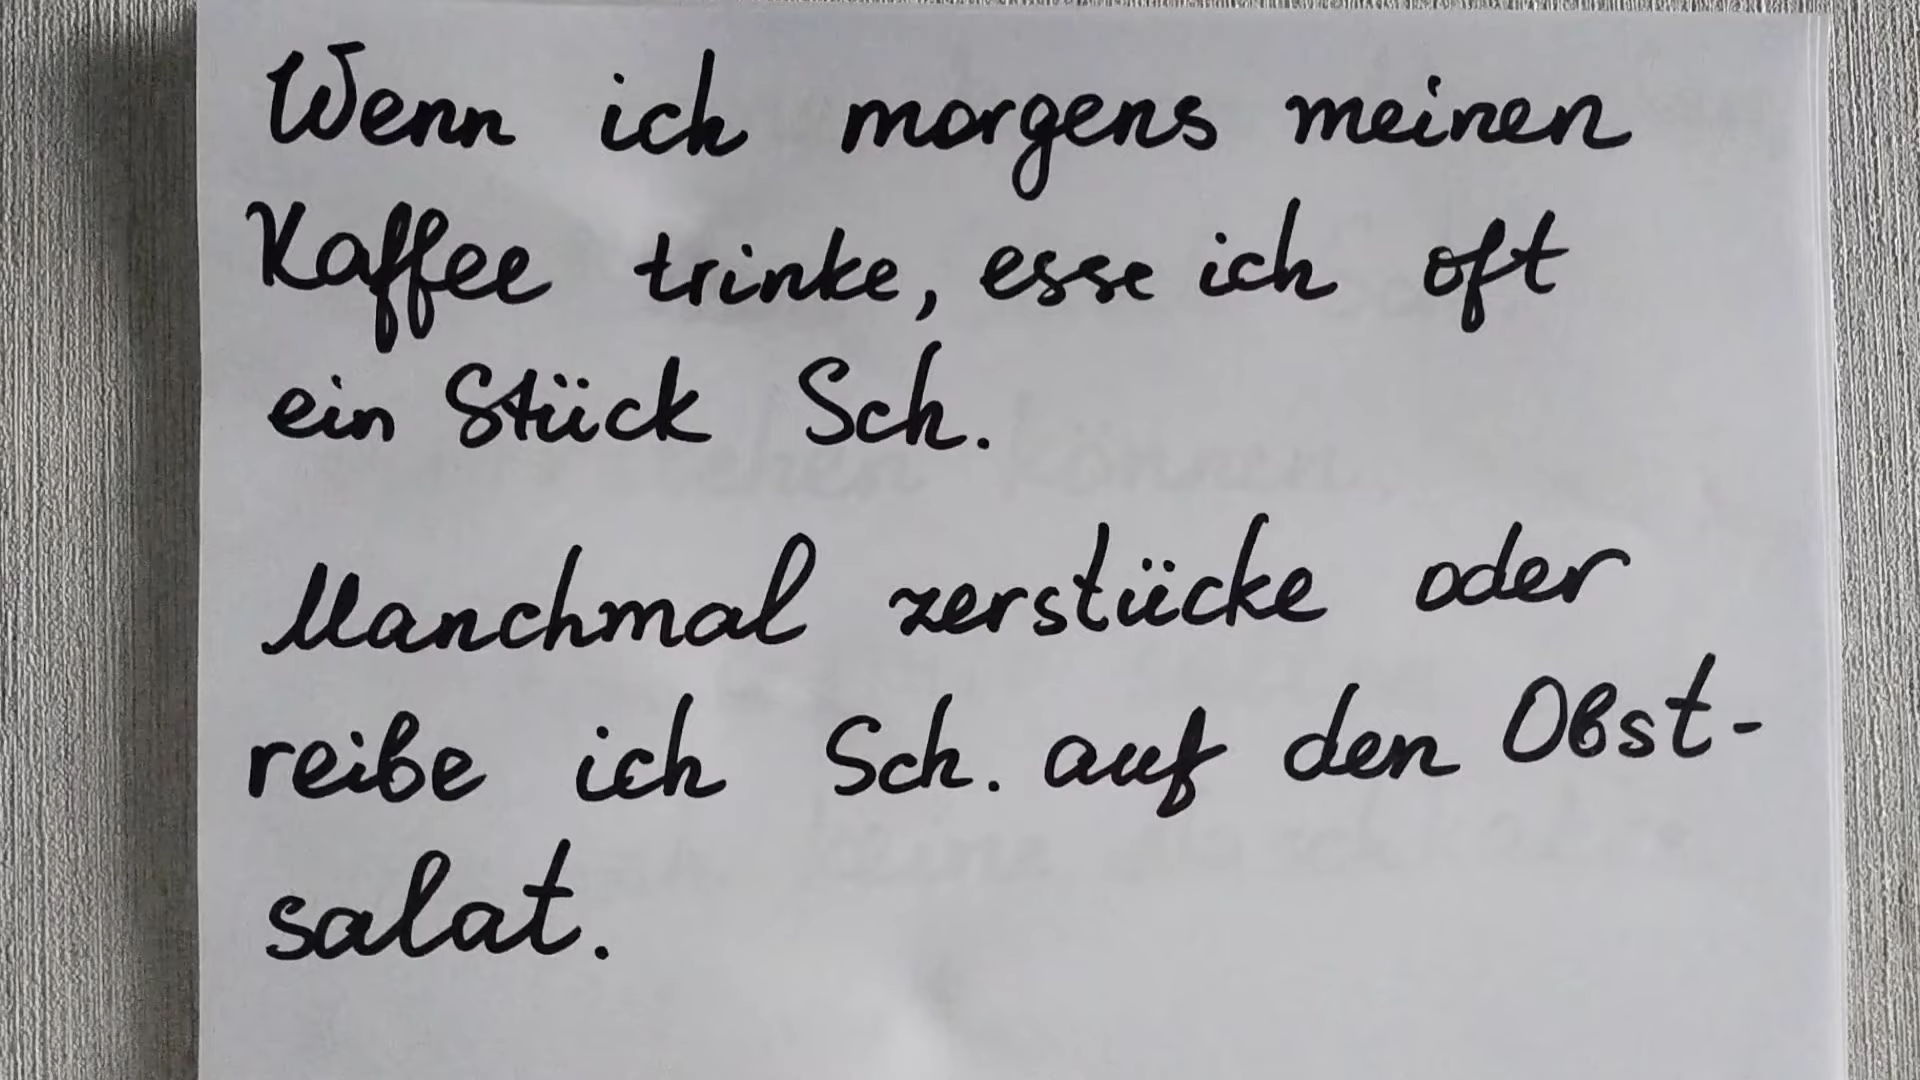 Wenn ich morgens meinen
Kaffee trinke, esse ich oft
ein Stück Sch.
Manchmal zerstücke oder
reibe ich Sch. auf den Obst-
salat.